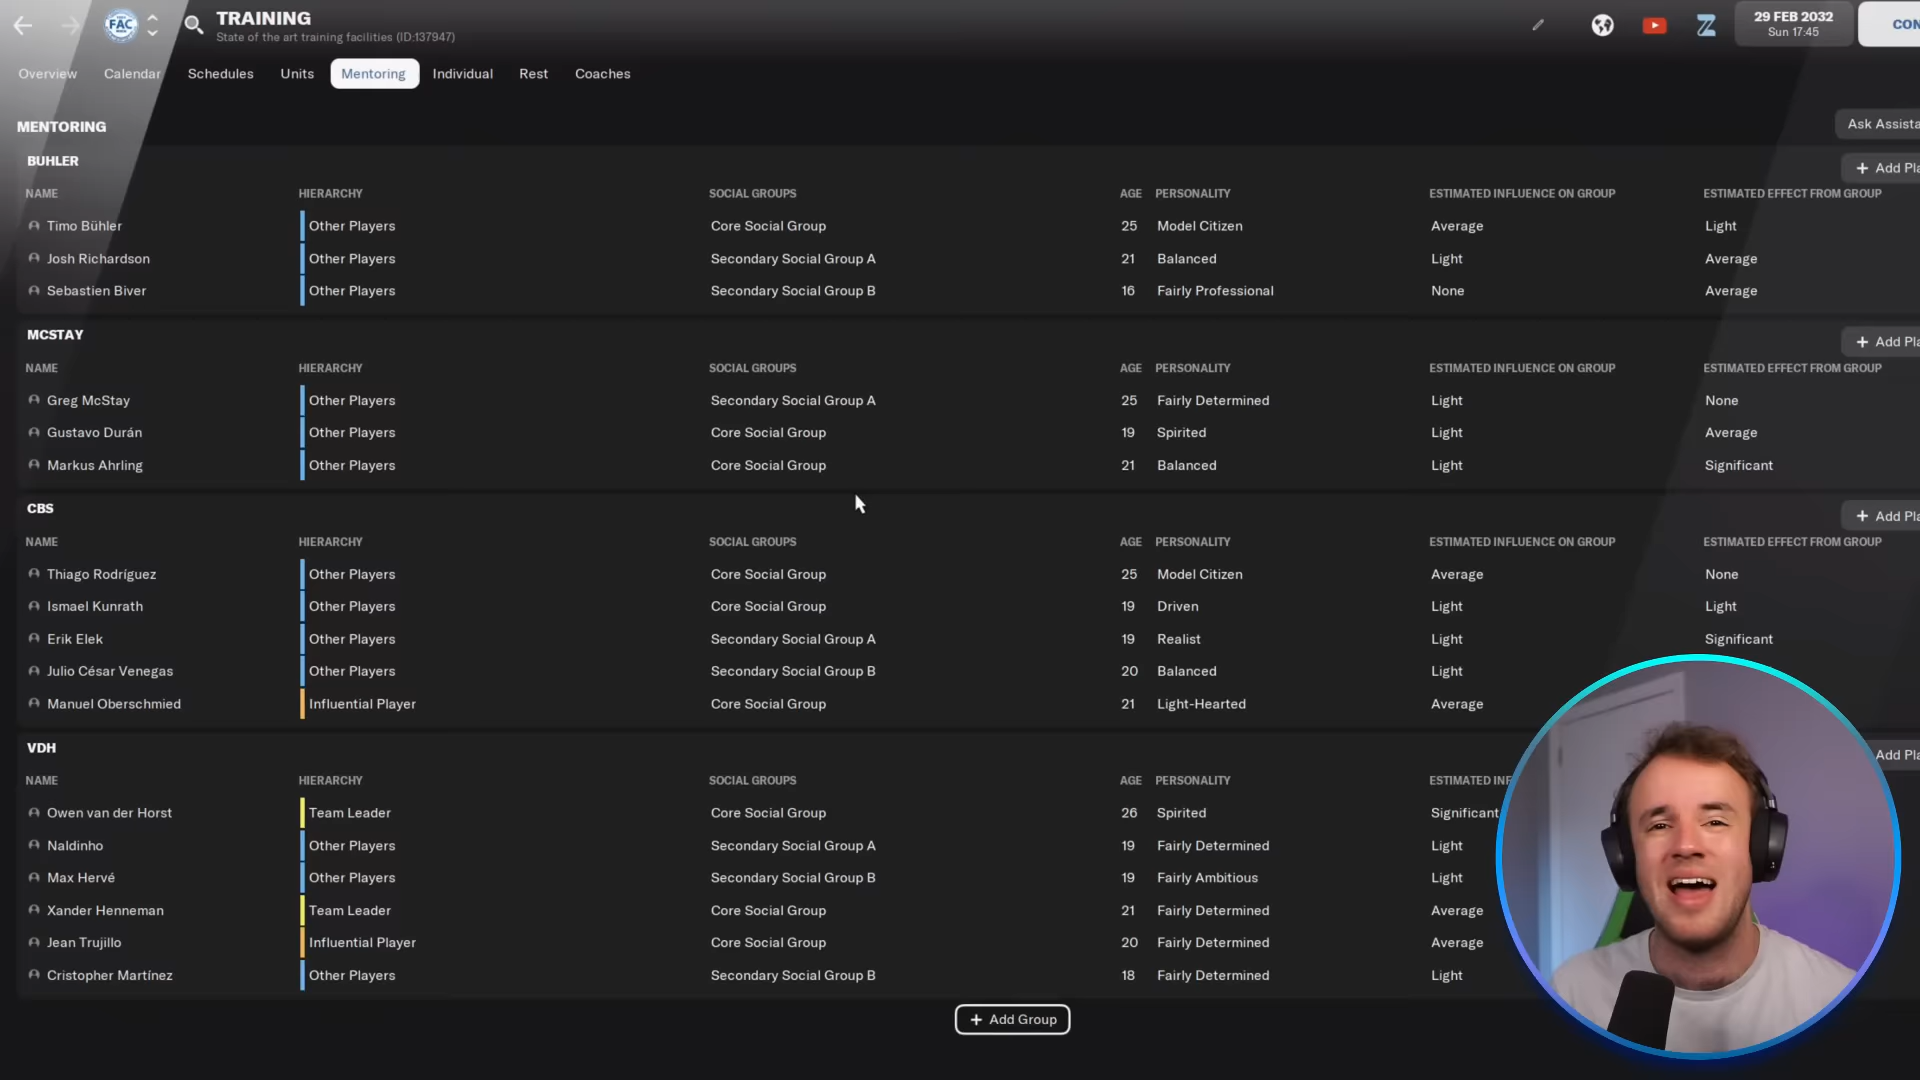 FAC
TRAINING
State of the art training facilities (ID:137947)
29 FEB 2032
Sun 17:45
CON
Overview Calendar Schedules Units Mentoring Individual Rest Coaches
MENTORING
Ask Assista
BUHLER
+ Add Pla
NAME HIERARCHY SOCIAL GROUPS AGE PERSONALITY ESTIMATED INFLUENCE ON GROUP ESTIMATED EFFECT FROM GROUP
Timo Bühler Other Players Core Social Group 25 Model Citizen Average Light
Josh Richardson Other Players Secondary Social Group A 21 Balanced Light Average
Sebastien Biver Other Players Secondary Social Group B 16 Fairly Professional None Average
MCSTAY
+ Add Pla
NAME HIERARCHY SOCIAL GROUPS AGE PERSONALITY ESTIMATED INFLUENCE ON GROUP ESTIMATED EFFECT FROM GROUP
Greg McStay Other Players Secondary Social Group A 25 Fairly Determined Light None
Gustavo Durán Other Players Core Social Group 19 Spirited Light Average
Markus Ahrling Other Players Core Social Group 21 Balanced Light Significant
CBS
+ Add Pla
NAME HIERARCHY SOCIAL GROUPS AGE PERSONALITY ESTIMATED INFLUENCE ON GROUP ESTIMATED EFFECT FROM GROUP
Thiago Rodríguez Other Players Core Social Group 25 Model Citizen Average None
Ismael Kunrath Other Players Core Social Group 19 Driven Light Light
Erik Elek Other Players Secondary Social Group A 19 Realist Light Significant
Julio César Venegas Other Players Secondary Social Group B 20 Balanced Light
Manuel Oberschmied Influential Player Core Social Group 21 Light-Hearted Average
VDH
Add Pla
NAME HIERARCHY SOCIAL GROUPS AGE PERSONALITY ESTIMATED INF
Owen van der Horst Team Leader Core Social Group 26 Spirited Significant
Naldinho Other Players Secondary Social Group A 19 Fairly Determined Light
Max Hervé Other Players Secondary Social Group B 19 Fairly Ambitious Light
Xander Henneman Team Leader Core Social Group 21 Fairly Determined Average
Jean Trujillo Influential Player Core Social Group 20 Fairly Determined Average
Cristopher Martínez Other Players Secondary Social Group B 18 Fairly Determined Light
+ Add Group